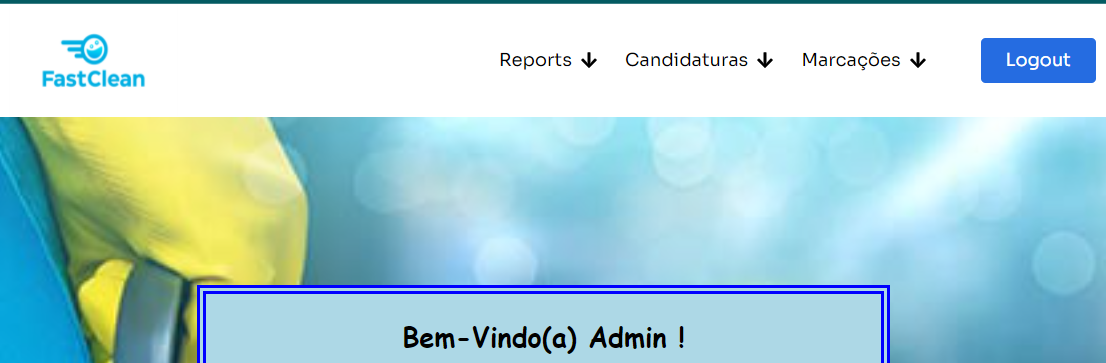 FastClean
Reports Candidaturas Marcações Logout
Bem-Vindo(a) Admin !